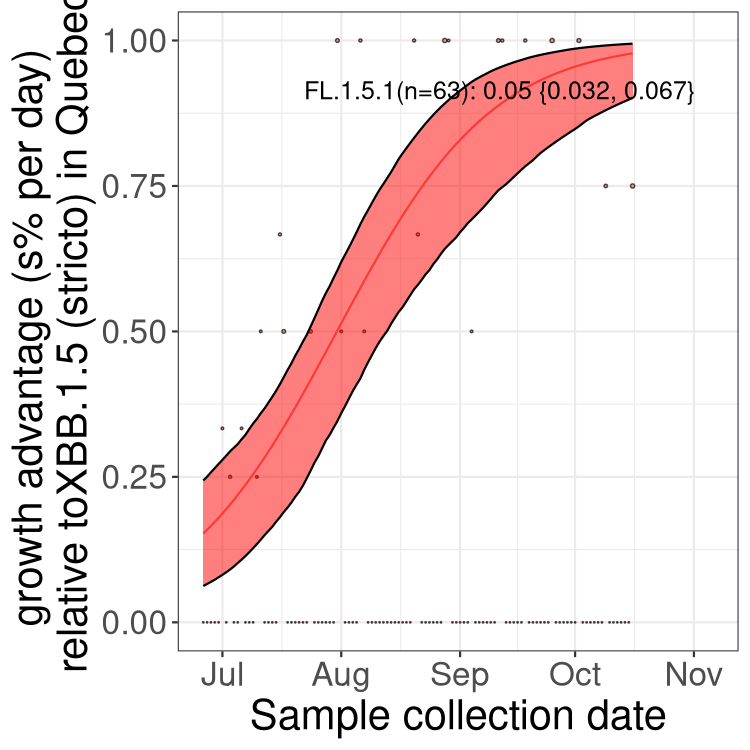 growth advantage (s% per day)
relative toXBB.1.5 (stricto) in Quebec
1.00
0.75
0.50
0.25
0.00
FL.1.5.1(n=63): 0.05 {0.032, 0.067}
Jul Aug Sep Oct Nov
Sample collection date